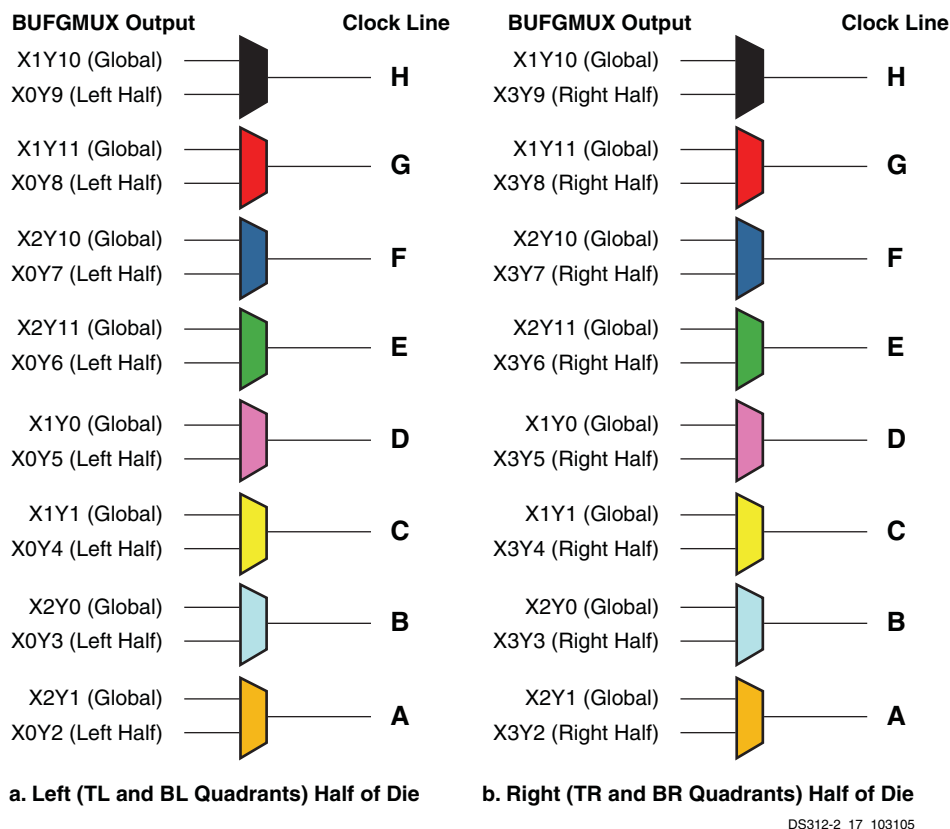 BUFGMUX Output Clock Line
X1Y10 (Global)
X0Y9 (Left Half)
H
X1Y11 (Global)
X0Y8 (Left Half)
G
X2Y10 (Global)
X0Y7 (Left Half)
F
X2Y11 (Global)
X0Y6 (Left Half)
E
X1Y0 (Global)
X0Y5 (Left Half)
D
X1Y1 (Global)
X0Y4 (Left Half)
C
X2Y0 (Global)
X0Y3 (Left Half)
B
X2Y1 (Global)
X0Y2 (Left Half)
A
a. Left (TL and BL Quadrants) Half of Die
BUFGMUX Output Clock Line
X1Y10 (Global)
X3Y9 (Right Half)
H
X1Y11 (Global)
X3Y8 (Right Half)
G
X2Y10 (Global)
X3Y7 (Right Half)
F
X2Y11 (Global)
X3Y6 (Right Half)
E
X1Y0 (Global)
X3Y5 (Right Half)
D
X1Y1 (Global)
X3Y4 (Right Half)
C
X2Y0 (Global)
X3Y3 (Right Half)
B
X2Y1 (Global)
X3Y2 (Right Half)
A
b. Right (TR and BR Quadrants) Half of Die
DS312-2_17_103105